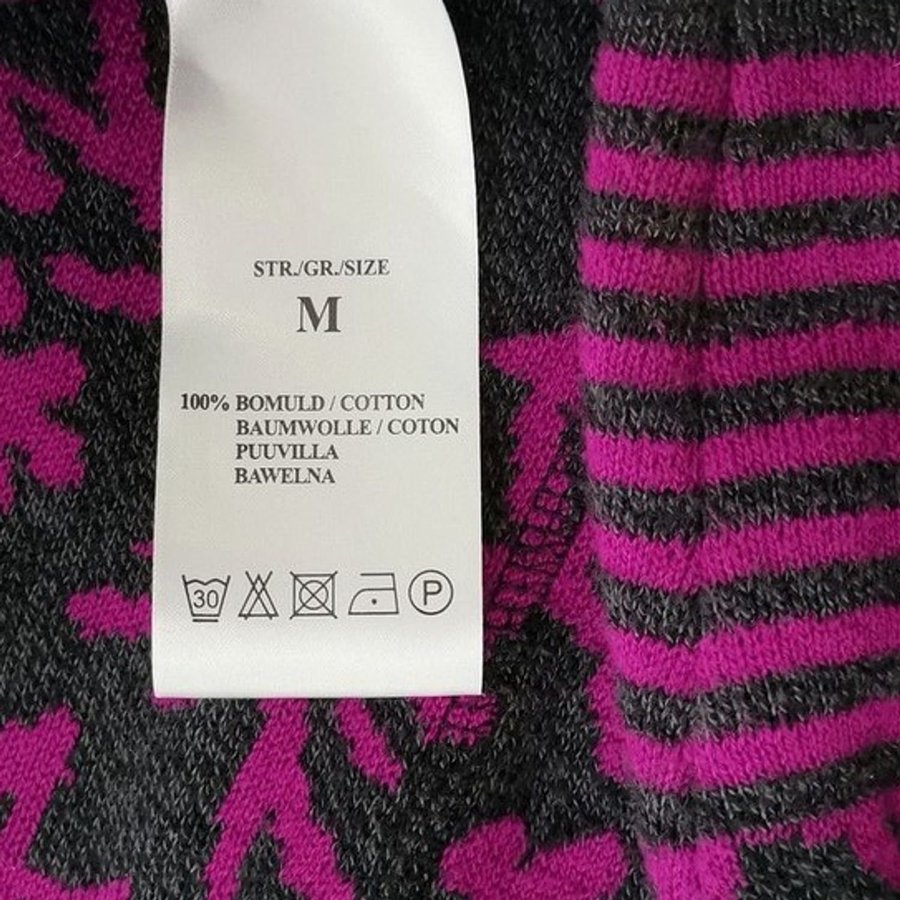 STR./GR./SIZE
M
100% BOMULD / COTTON
BAUMWOLLE / COTON
PUUVILLA
BAWELNA
30 P